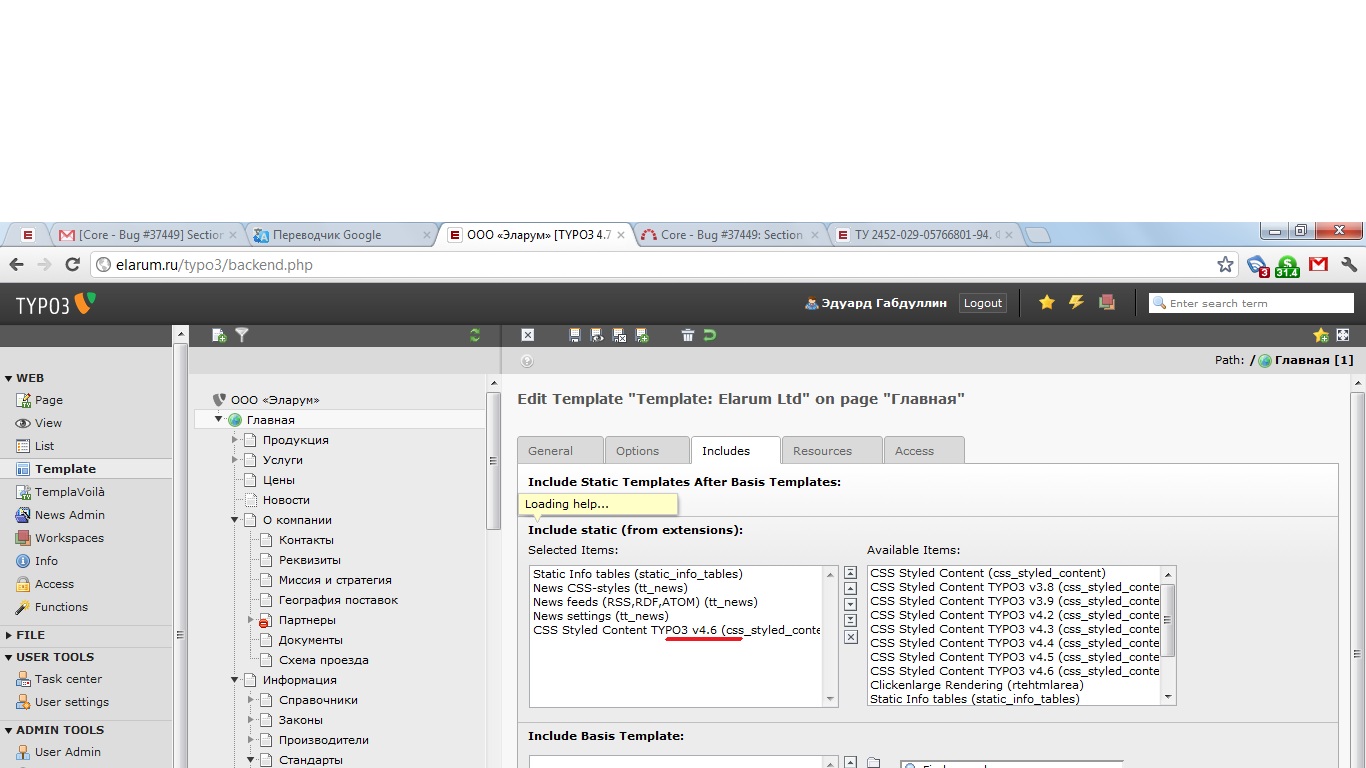 [Core - Bug #37449] Section
Переводчик Google
ООО «Эларум» [TYPO3 4.7
Core - Bug #37449: Section
ТУ 2452-029-05766801-94.
elarum.ru/typo3/backend.php
3
31.4
TYPO3
Эдуард Габдуллин
Logout
Enter search term
Path: / Главная [1]
WEB
Page
View
List
Template
TemplaVoilà
News Admin
Workspaces
Info
Access
Functions
FILE
USER TOOLS
Task center
User settings
ADMIN TOOLS
User Admin
ООО «Эларум»
Главная
Продукция
Услуги
Цены
Новости
О компании
Контакты
Реквизиты
Миссия и стратегия
География поставок
Партнеры
Документы
Схема проезда
Информация
Справочники
Законы
Производители
Стандарты
Edit Template "Template: Elarum Ltd" on page "Главная"
General
Options
Includes
Resources
Access
Include Static Templates After Basis Templates:
Loading help...
Include static (from extensions):
Selected Items:
Static Info tables (static_info_tables)
News CSS-styles (tt_news)
News feeds (RSS,RDF,ATOM) (tt_news)
News settings (tt_news)
CSS Styled Content TYPO3 v4.6 (css_styled_conte
Available Items:
CSS Styled Content (css_styled_content)
CSS Styled Content TYPO3 v3.8 (css_styled_conte
CSS Styled Content TYPO3 v3.9 (css_styled_conte
CSS Styled Content TYPO3 v4.2 (css_styled_conte
CSS Styled Content TYPO3 v4.3 (css_styled_conte
CSS Styled Content TYPO3 v4.4 (css_styled_conte
CSS Styled Content TYPO3 v4.5 (css_styled_conte
CSS Styled Content TYPO3 v4.6 (css_styled_conte
Clickenlarge Rendering (rtehtmlarea)
Static Info tables (static_info_tables)
Include Basis Template: